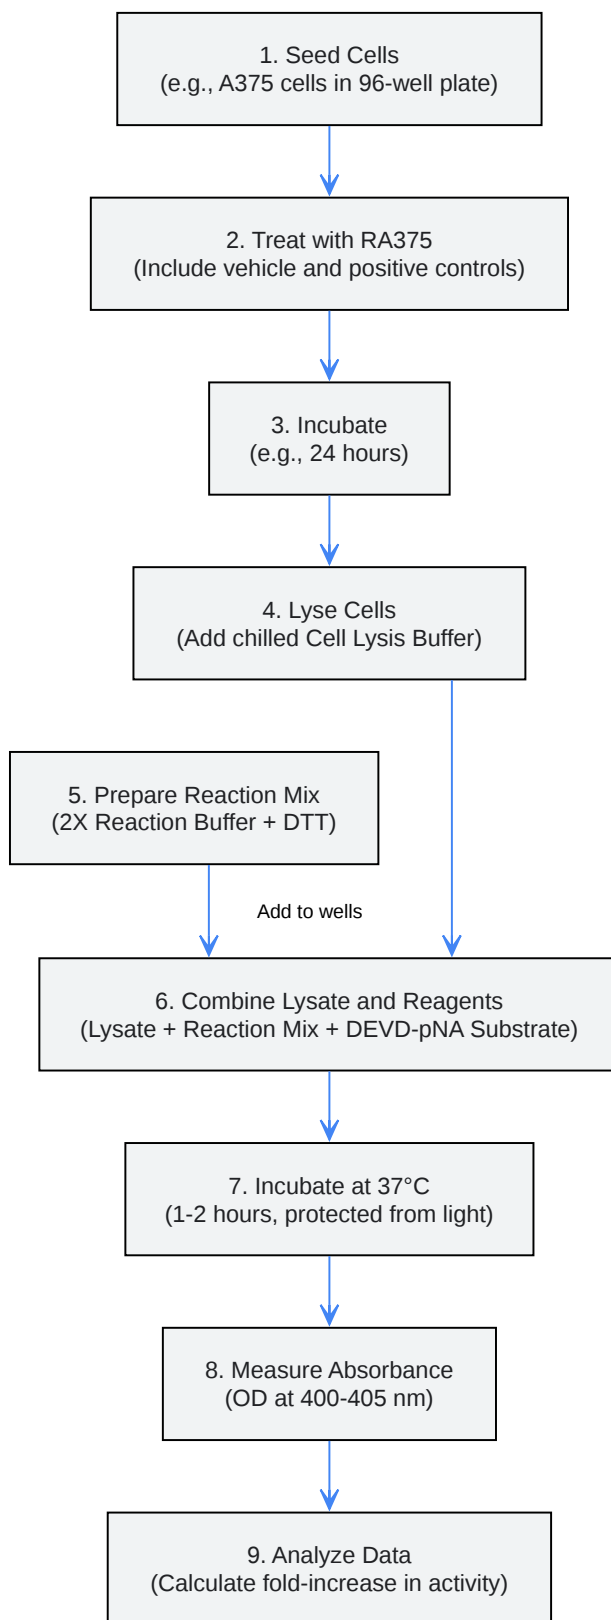 1. Seed Cells
(e.g., A375 cells in 96-well plate)
2. Treat with RA375
(Include vehicle and positive controls)
3. Incubate
(e.g., 24 hours)
4. Lyse Cells
(Add chilled Cell Lysis Buffer)
5. Prepare Reaction Mix
(2X Reaction Buffer + DTT)
Add to wells
6. Combine Lysate and Reagents
(Lysate + Reaction Mix + DEVD-pNA Substrate)
7. Incubate at 37°C
(1-2 hours, protected from light)
8. Measure Absorbance
(OD at 400-405 nm)
9. Analyze Data
(Calculate fold-increase in activity)